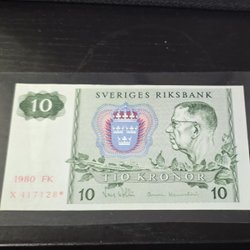 SVERIGES RIKSBANK
10
1980 FK
X 417128*
TIO KRONOR
10
10